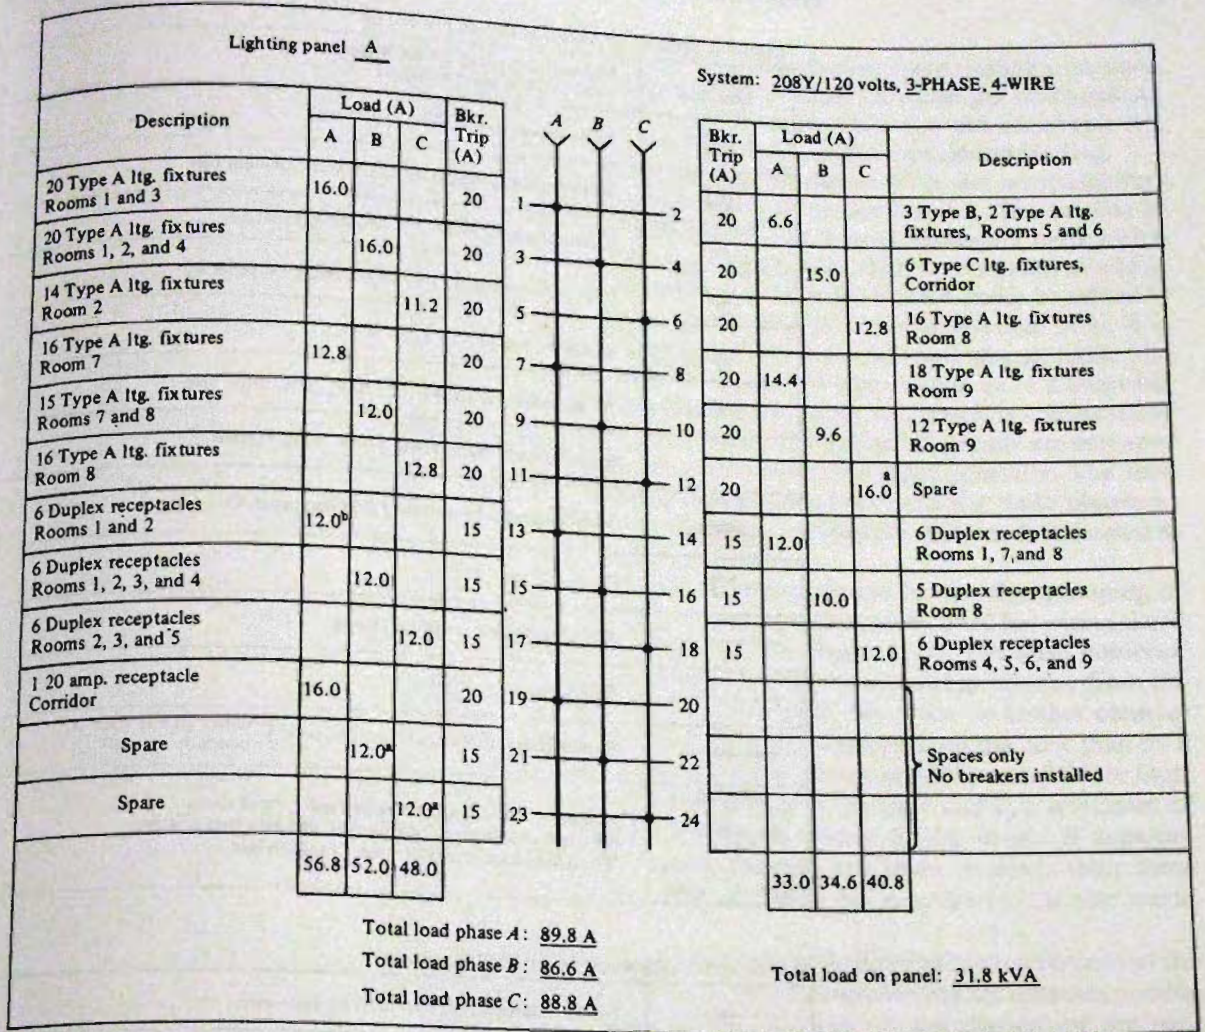 Lighting panel A
System: 208Y/120 volts, 3-PHASE, 4-WIRE
Description
Load (A)
A B C
Bkr. Trip (A)
A B C
Bkr. Trip (A)
Load (A)
A B C
Description
20 Type A ltg. fixtures
Rooms 1 and 3
16.0
20
1
2
20
6.6
3 Type B, 2 Type A ltg.
fixtures, Rooms 5 and 6
20 Type A ltg. fixtures
Rooms 1, 2, and 4
16.0
20
3
4
20
15.0
6 Type C ltg. fixtures,
Corridor
14 Type A ltg. fixtures
Room 2
11.2
20
5
6
20
12.8
16 Type A ltg. fixtures
Room 8
16 Type A ltg. fixtures
Room 7
12.8
20
7
8
20
14.4
18 Type A ltg. fixtures
Room 9
15 Type A ltg. fixtures
Rooms 7 and 8
12.0
20
9
10
20
9.6
12 Type A ltg. fixtures
Room 9
16 Type A ltg. fixtures
Room 8
12.8
20
11
12
20
16.0ᵃ
Spare
6 Duplex receptacles
Rooms 1 and 2
12.0ᵇ
15
13
14
15
12.0
6 Duplex receptacles
Rooms 1, 7, and 8
6 Duplex receptacles
Rooms 1, 2, 3, and 4
12.0
15
15
16
15
10.0
5 Duplex receptacles
Room 8
6 Duplex receptacles
Rooms 2, 3, and 5
12.0
15
17
18
15
12.0
6 Duplex receptacles
Rooms 4, 5, 6, and 9
1 20 amp. receptacle
Corridor
16.0
20
19
20
Spare
12.0ᵃ
15
21
22
Spaces only
No breakers installed
Spare
12.0ᵃ
15
23
24
56.8 52.0 48.0
33.0 34.6 40.8
Total load phase A: 89.8 A
Total load phase B: 86.6 A
Total load phase C: 88.8 A
Total load on panel: 31.8 kVA